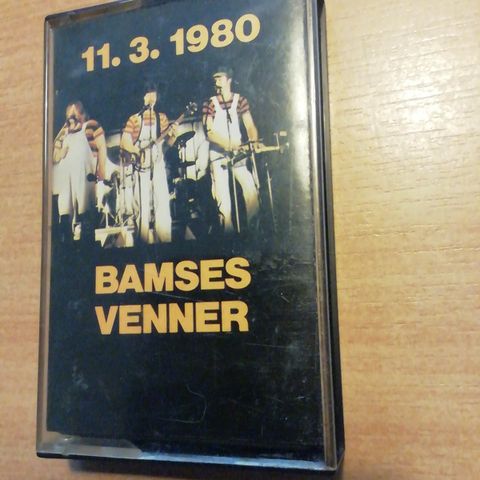 11. 3. 1980
BAMSES
VENNER